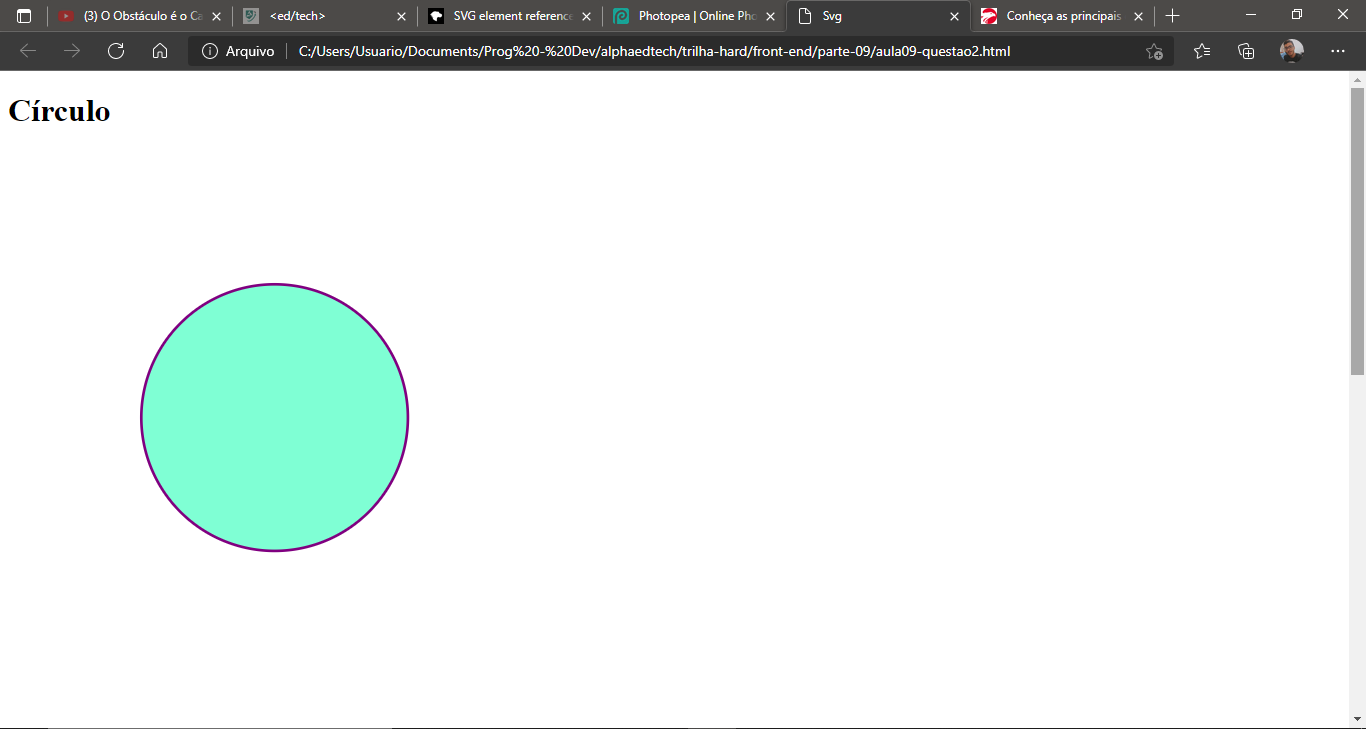 (3) O Obstáculo é o Ca
<ed/tech>
SVG element reference
Photopea | Online Pho
Svg
Conheça as principais
Arquivo
C:/Users/Usuario/Documents/Prog%20-%20Dev/alphaedtech/trilha-hard/front-end/parte-09/aula09-questao2.html
Círculo